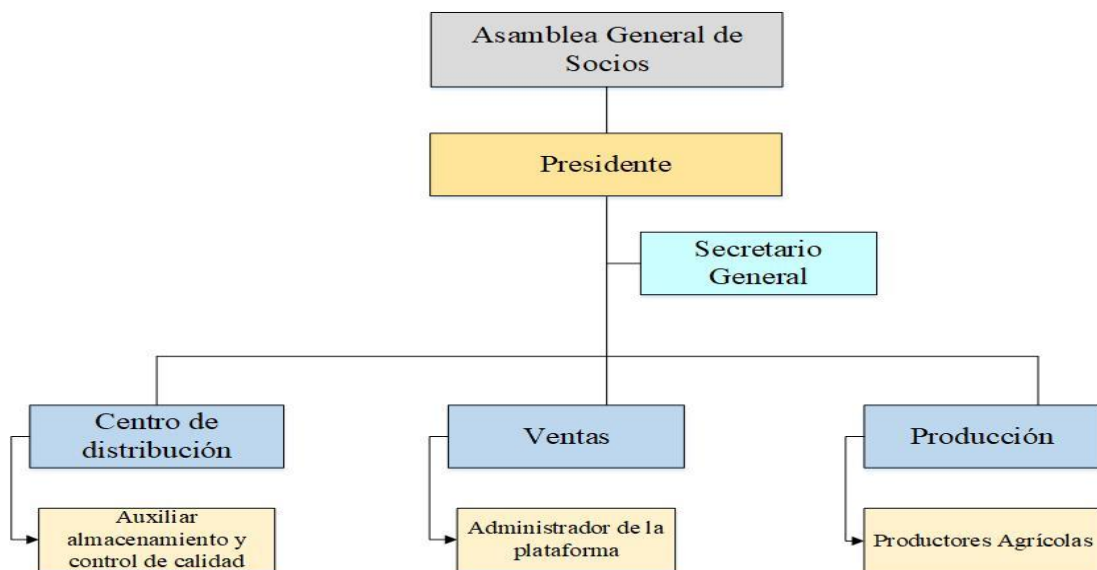 Asamblea General de
Socios
Presidente
Secretario
General
Centro de
distribución
Ventas
Producción
Auxiliar
almacenamiento y
control de calidad
Administrador de la
plataforma
Productores Agrícolas